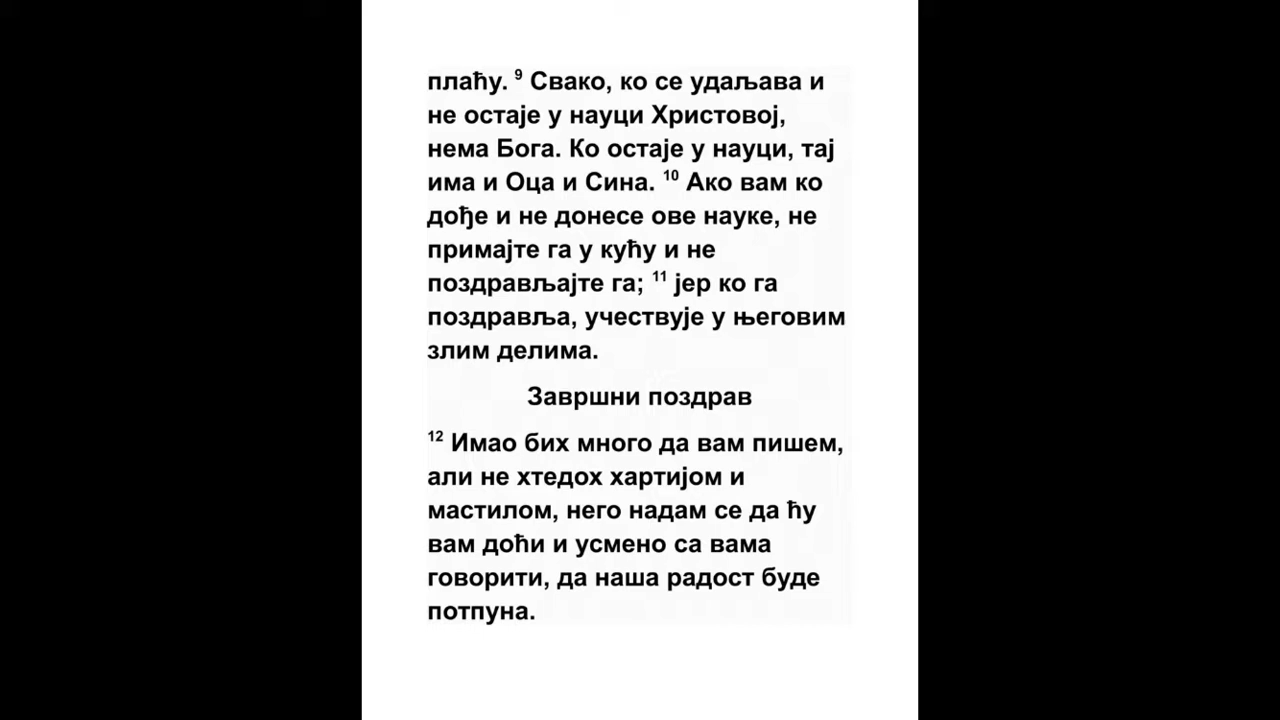 плаћу. 9 Свако, ко се удаљава и
не остаје у науци Христовој,
нема Бога. Ко остаје у науци, тај
има и Оца и Сина. 10 Ако вам ко
дође и не донесе ове науке, не
примајте га у кућу и не
поздрављајте га; 11 јер ко га
поздравља, учествује у његовим
злим делима.
Завршни поздрав
12 Имао бих много да вам пишем,
али не хтедох хартијом и
мастилом, него надам се да ћу
вам доћи и усмено са вама
говорити, да наша радост буде
потпуна.